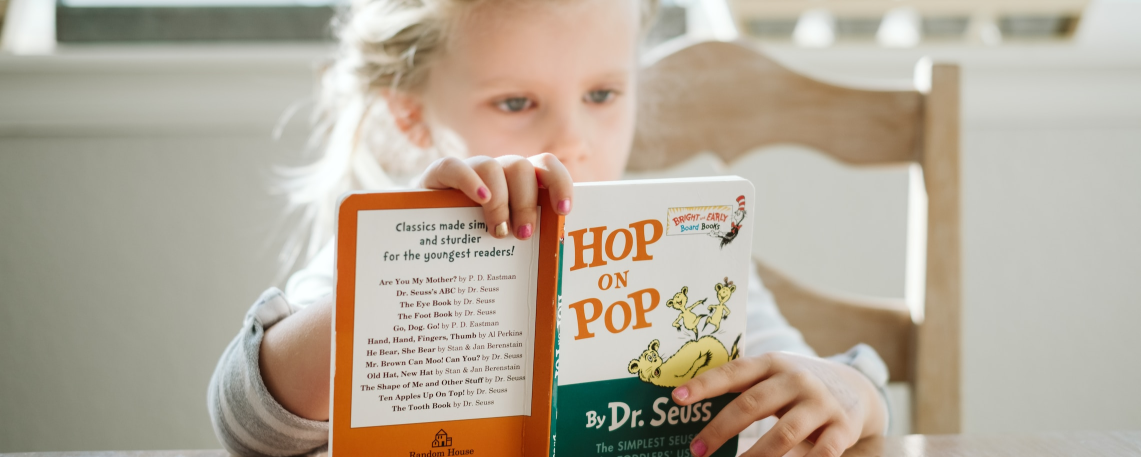 Classics made
and sturdier
for the youngest readers!
Are You My Mother? by P. D. Eastman
Dr. Seuss's ABC by Dr. Seuss
The Eye Book by Dr. Seuss
The Foot Book by Dr. Seuss
Go, Dog. Go! by P. D. Eastman
Hand, Hand, Fingers, Thumb by Al Perkins
He Bear, She Bear by Stan & Jan Berenstain
Mr. Brown Can Moo! Can You? by Dr. Seuss
Old Hat, New Hat by Stan & Jan Berenstain
The Shape of Me and Other Stuff by Dr. Seuss
Ten Apples Up On Top! by Dr. Seuss
The Tooth Book by Dr. Seuss
Random House
BRIGHT and EARLY
Board Books
HOP
ON
POP
By Dr. Seuss
The SIMPLEST